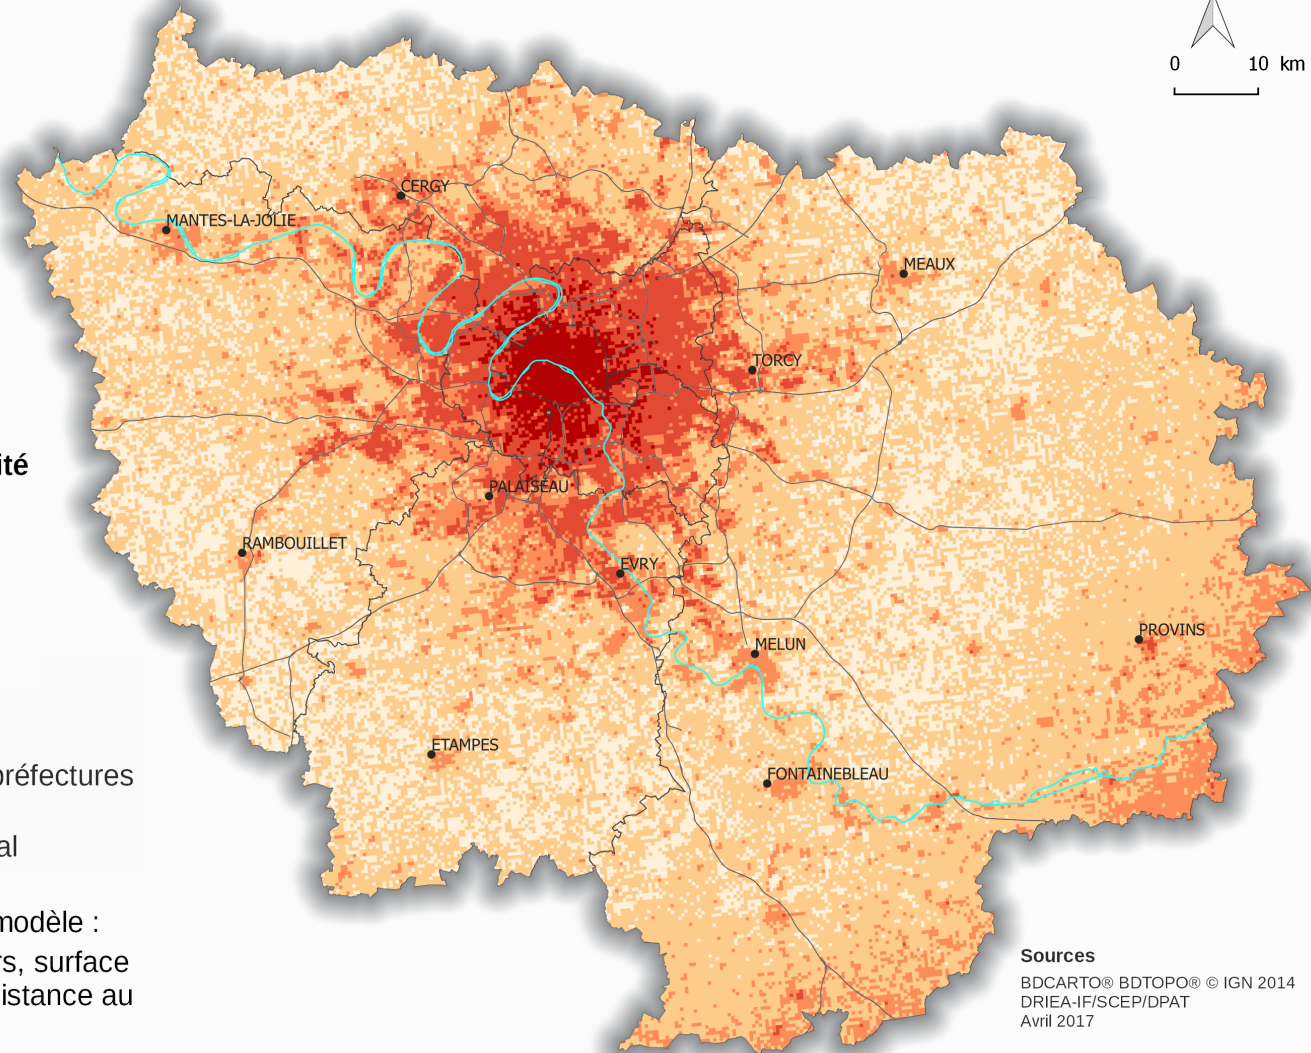 0 10 km
CERGY
MANTES-LA-JOLIE
MEAUX
TORCY
ité
PALAISEAU
RAMBOUILLET
EVRY
PROVINS
MELUN
ETAMPES
préfectures
FONTAINEBLEAU
al
modèle :
rs, surface
istance au
Sources
BDCARTO® BDTOPO® © IGN 2014
DRIEA-IF/SCEP/DPAT
Avril 2017